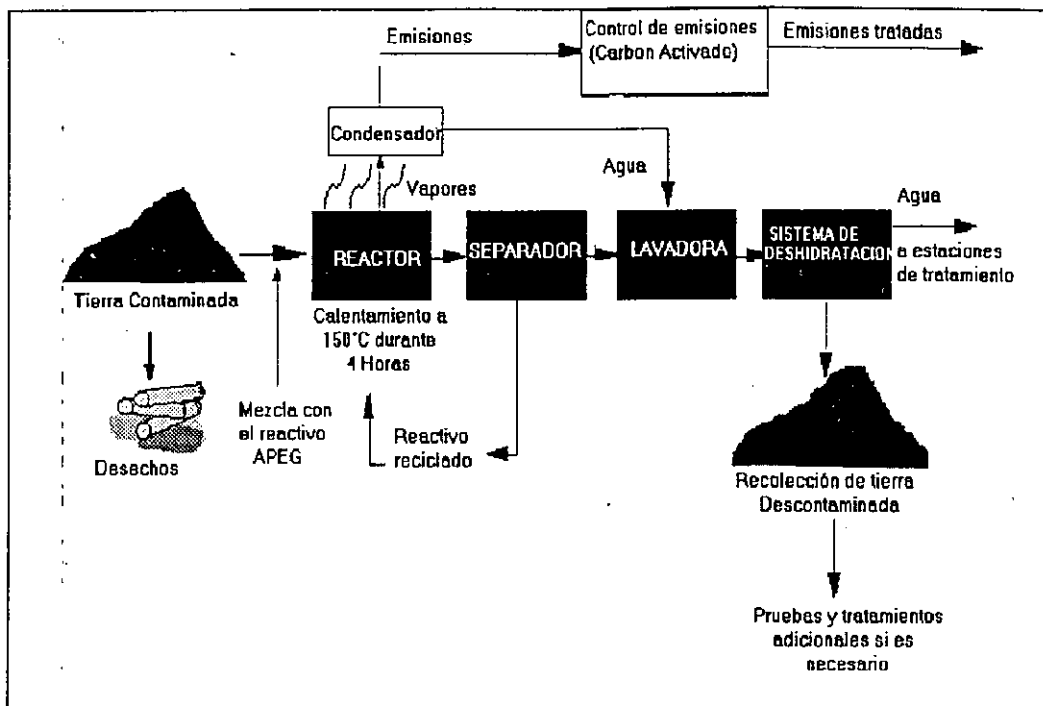 Emisiones
Control de emisiones
(Carbon Activado)
Emisiones tratadas
Condensador
Vapores
Agua
Agua
a estaciones
de tratamiento
REACTOR
SEPARADOR
LAVADORA
SISTEMA DE
DESHIDRATACION
Tierra Contaminada
Calentamiento a
150°C durante
4 Horas
Desechos
Mezcla con
el reactivo
APEG
Reactivo
reciclado
Recolección de tierra
Descontaminada
Pruebas y tratamientos
adicionales si es
necesario